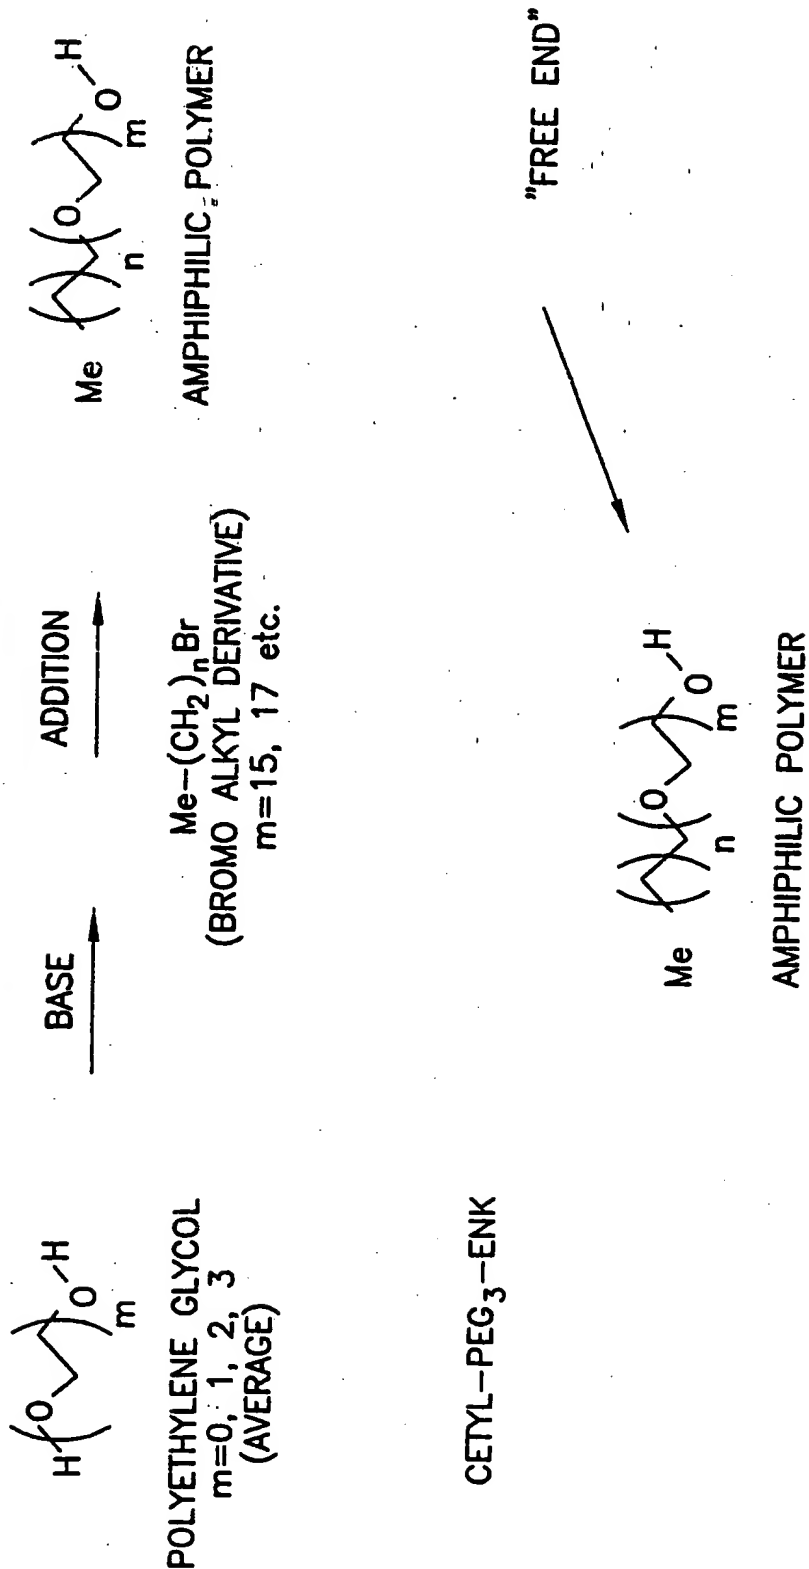 H(O)m O-H
POLYETHYLENE GLYCOL
m=0, 1, 2, 3
(AVERAGE)
BASE
ADDITION
Me-(CH2)nBr
(BROMO ALKYL DERIVATIVE)
m=15, 17 etc.
Me ( )n (O )m O-H
AMPHIPHILIC POLYMER
CETYL-PEG3-ENK
Me ( )n (O )m O-H
AMPHIPHILIC POLYMER
"FREE END"